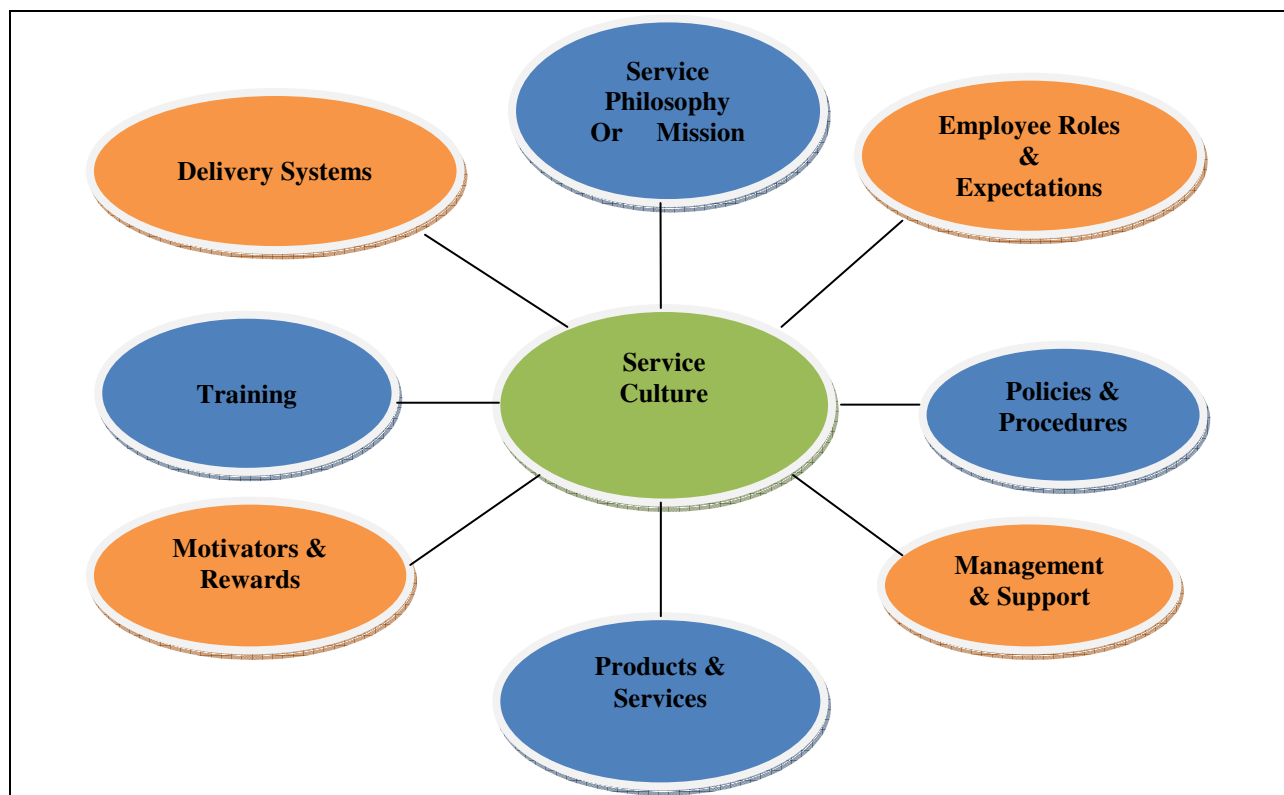 Service
Philosophy
Or Mission
Employee Roles
&
Expectations
Delivery Systems
Service
Culture
Training
Policies &
Procedures
Motivators &
Rewards
Management
& Support
Products &
Services